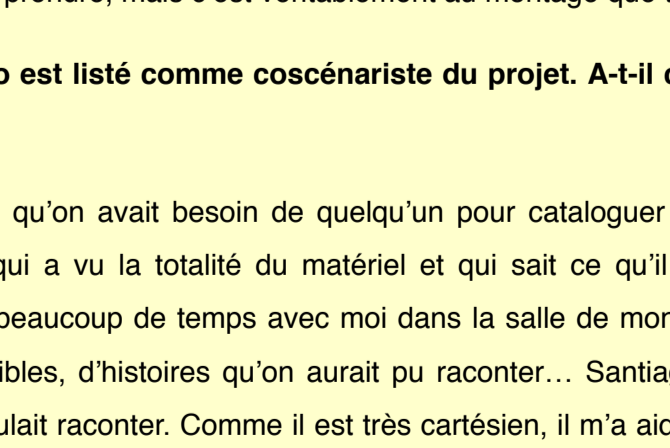 prendre, mais c'est véritablement au montage que
o est listé comme coscénariste du projet. A-t-il
qu'on avait besoin de quelqu'un pour cataloguer
qui a vu la totalité du matériel et qui sait ce qu'il
beaucoup de temps avec moi dans la salle de mon
ibles, d'histoires qu'on aurait pu raconter… Santiag
ulait raconter. Comme il est très cartésien, il m'a aid